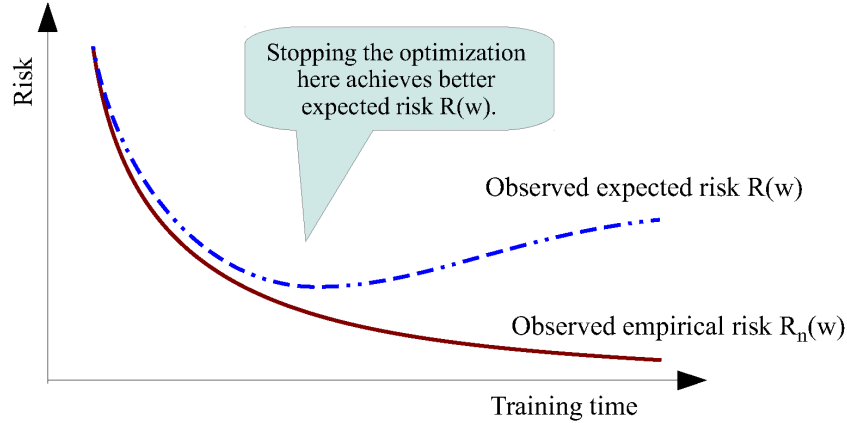 Risk
Stopping the optimization
here achieves better
expected risk R(w).
Observed expected risk R(w)
Observed empirical risk Rn(w)
Training time